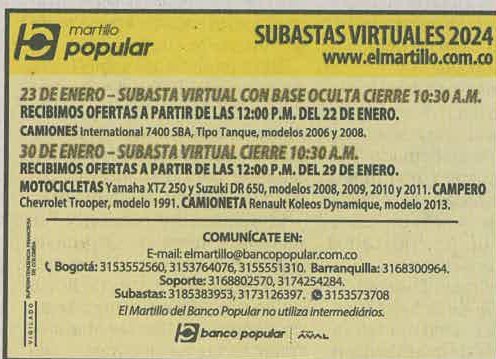 martillo
popular
SUBASTAS VIRTUALES 2024
www.elmartillo.com.co
23 DE ENERO – SUBASTA VIRTUAL CON BASE OCULTA CIERRE 10:30 A.M.
RECIBIMOS OFERTAS A PARTIR DE LAS 12:00 P.M. DEL 22 DE ENERO.
CAMIONES International 7400 SBA, Tipo Tanque, modelos 2006 y 2008.
30 DE ENERO – SUBASTA VIRTUAL CIERRE 10:30 A.M.
RECIBIMOS OFERTAS A PARTIR DE LAS 12:00 P.M. DEL 29 DE ENERO.
MOTOCICLETAS Yamaha XTZ 250 y Suzuki DR 650, modelos 2008, 2009, 2010 y 2011. CAMPERO
Chevrolet Trooper, modelo 1991. CAMIONETA Renault Koleos Dynamique, modelo 2013.
COMUNÍCATE EN:
E-mail: elmartillo@bancopopular.com.co
Bogotá: 3153552560, 3153764076, 3155551310. Barranquilla: 3168300964.
Soporte: 3168802570, 3174254284.
Subastas: 3185383953, 3173126397. 3153573708
El Martillo del Banco Popular no utiliza intermediários.
banco popular
AVAL
VIGILADO
SUPERINTENDENCIA FINANCIERA
DE COLOMBIA